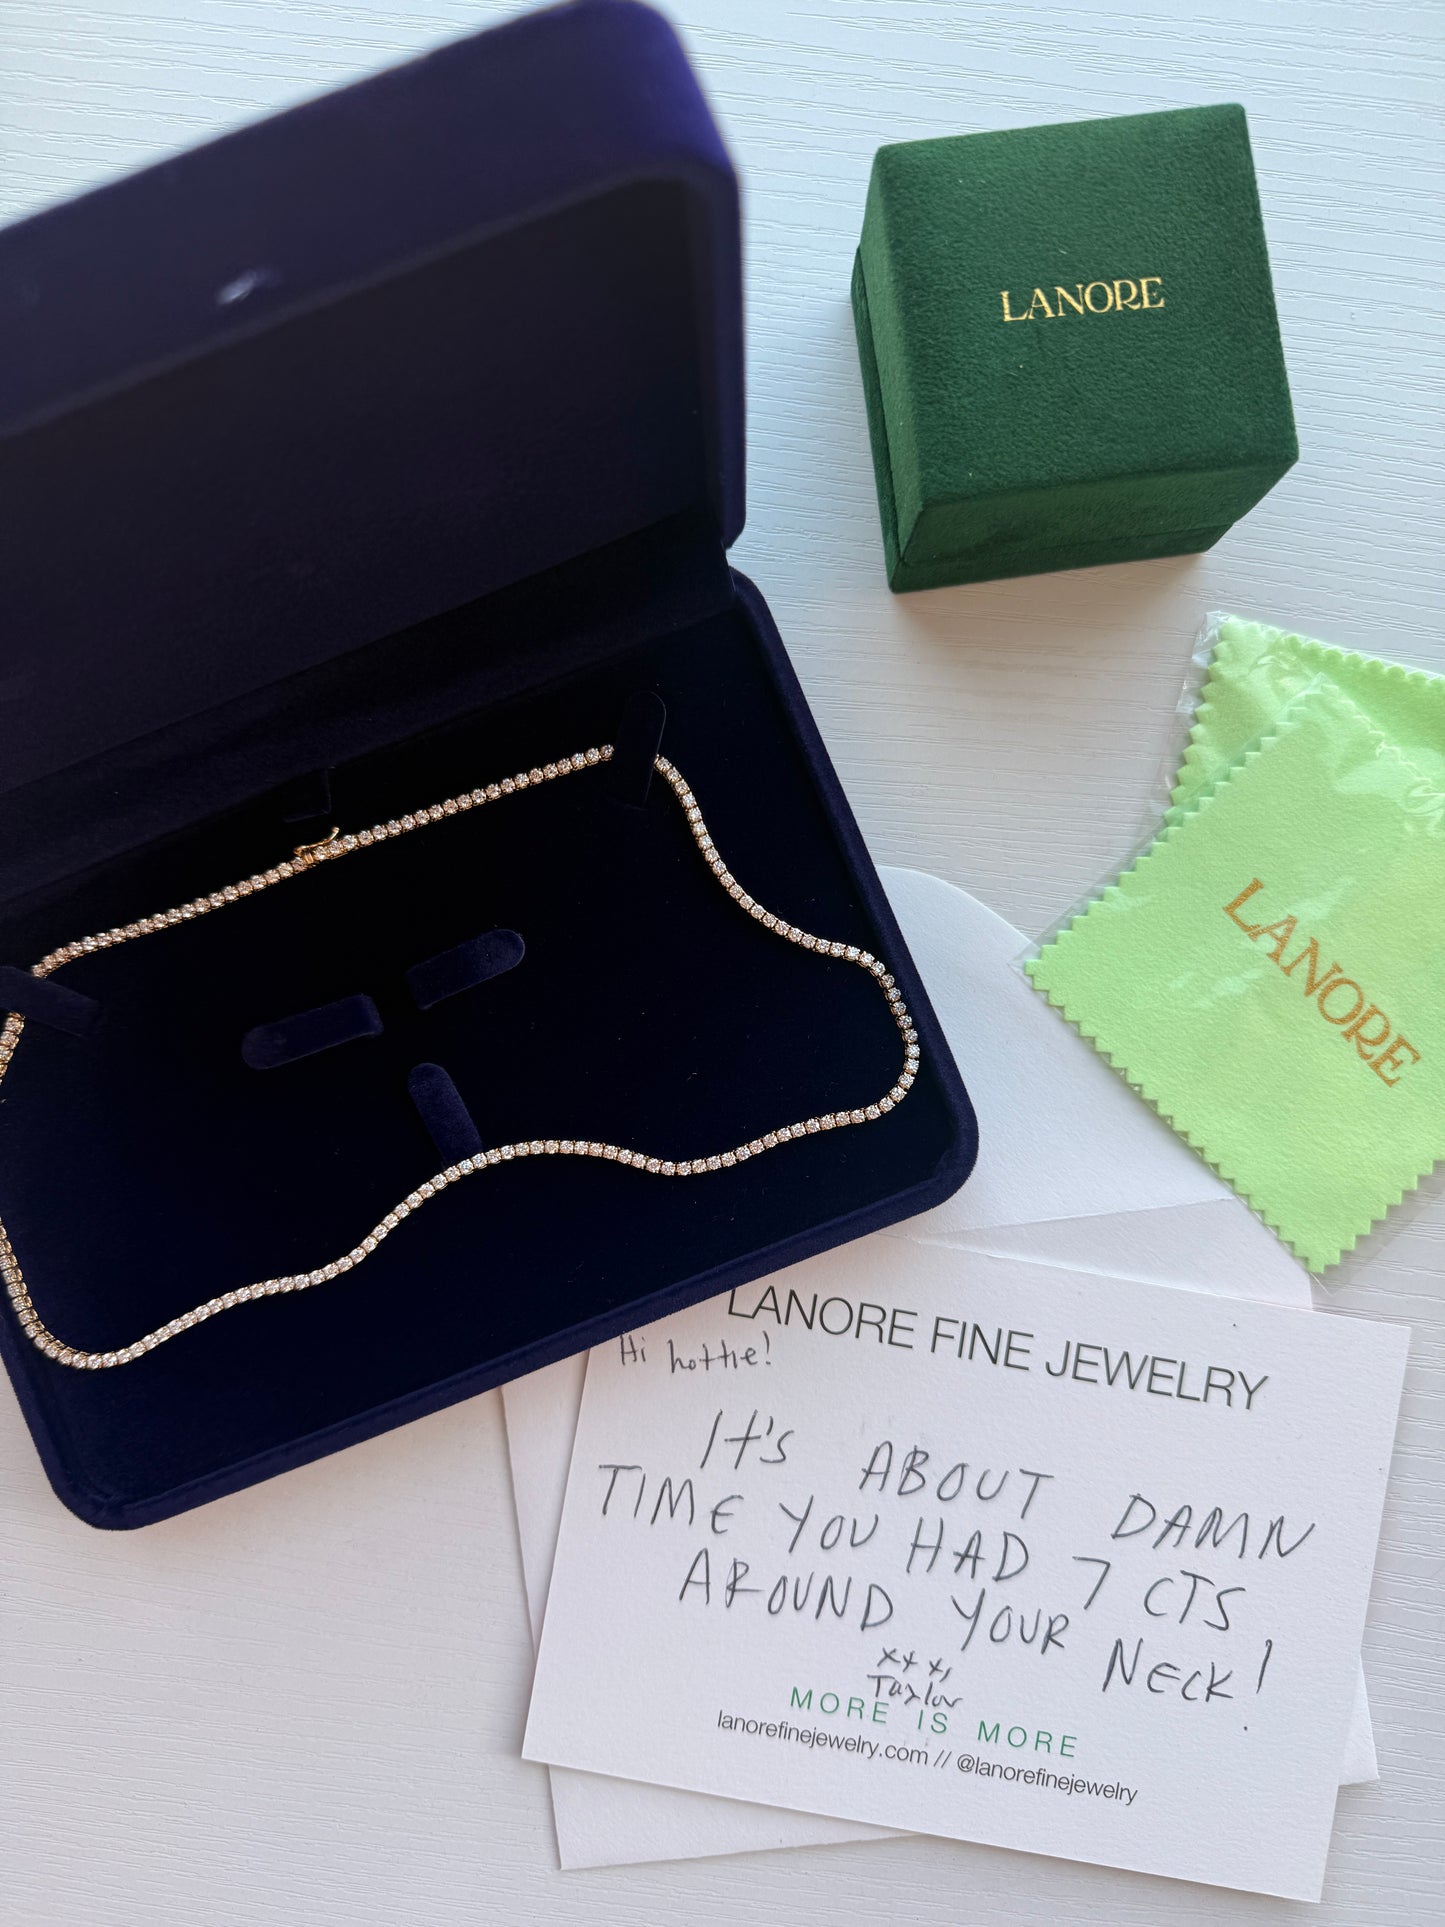 LANORE
LANORE
LANORE FINE JEWELRY
Hi hottie!
It's ABOUT DAMN
TIME YOU HAD 7 CTS
AROUND YOUR NECK!
xxx,
Taylor
MORE IS MORE
lanorefinejewelry.com // @lanorefinejewelry